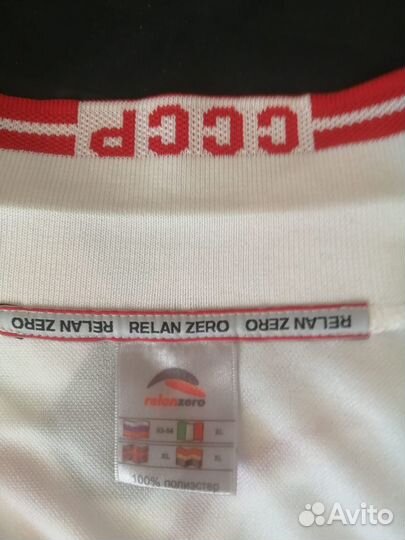 СССР
RELAN ZERO RELAN ZERO RELAN ZERO
relanzero
XL
XL XL
100% полиэстер
Avito